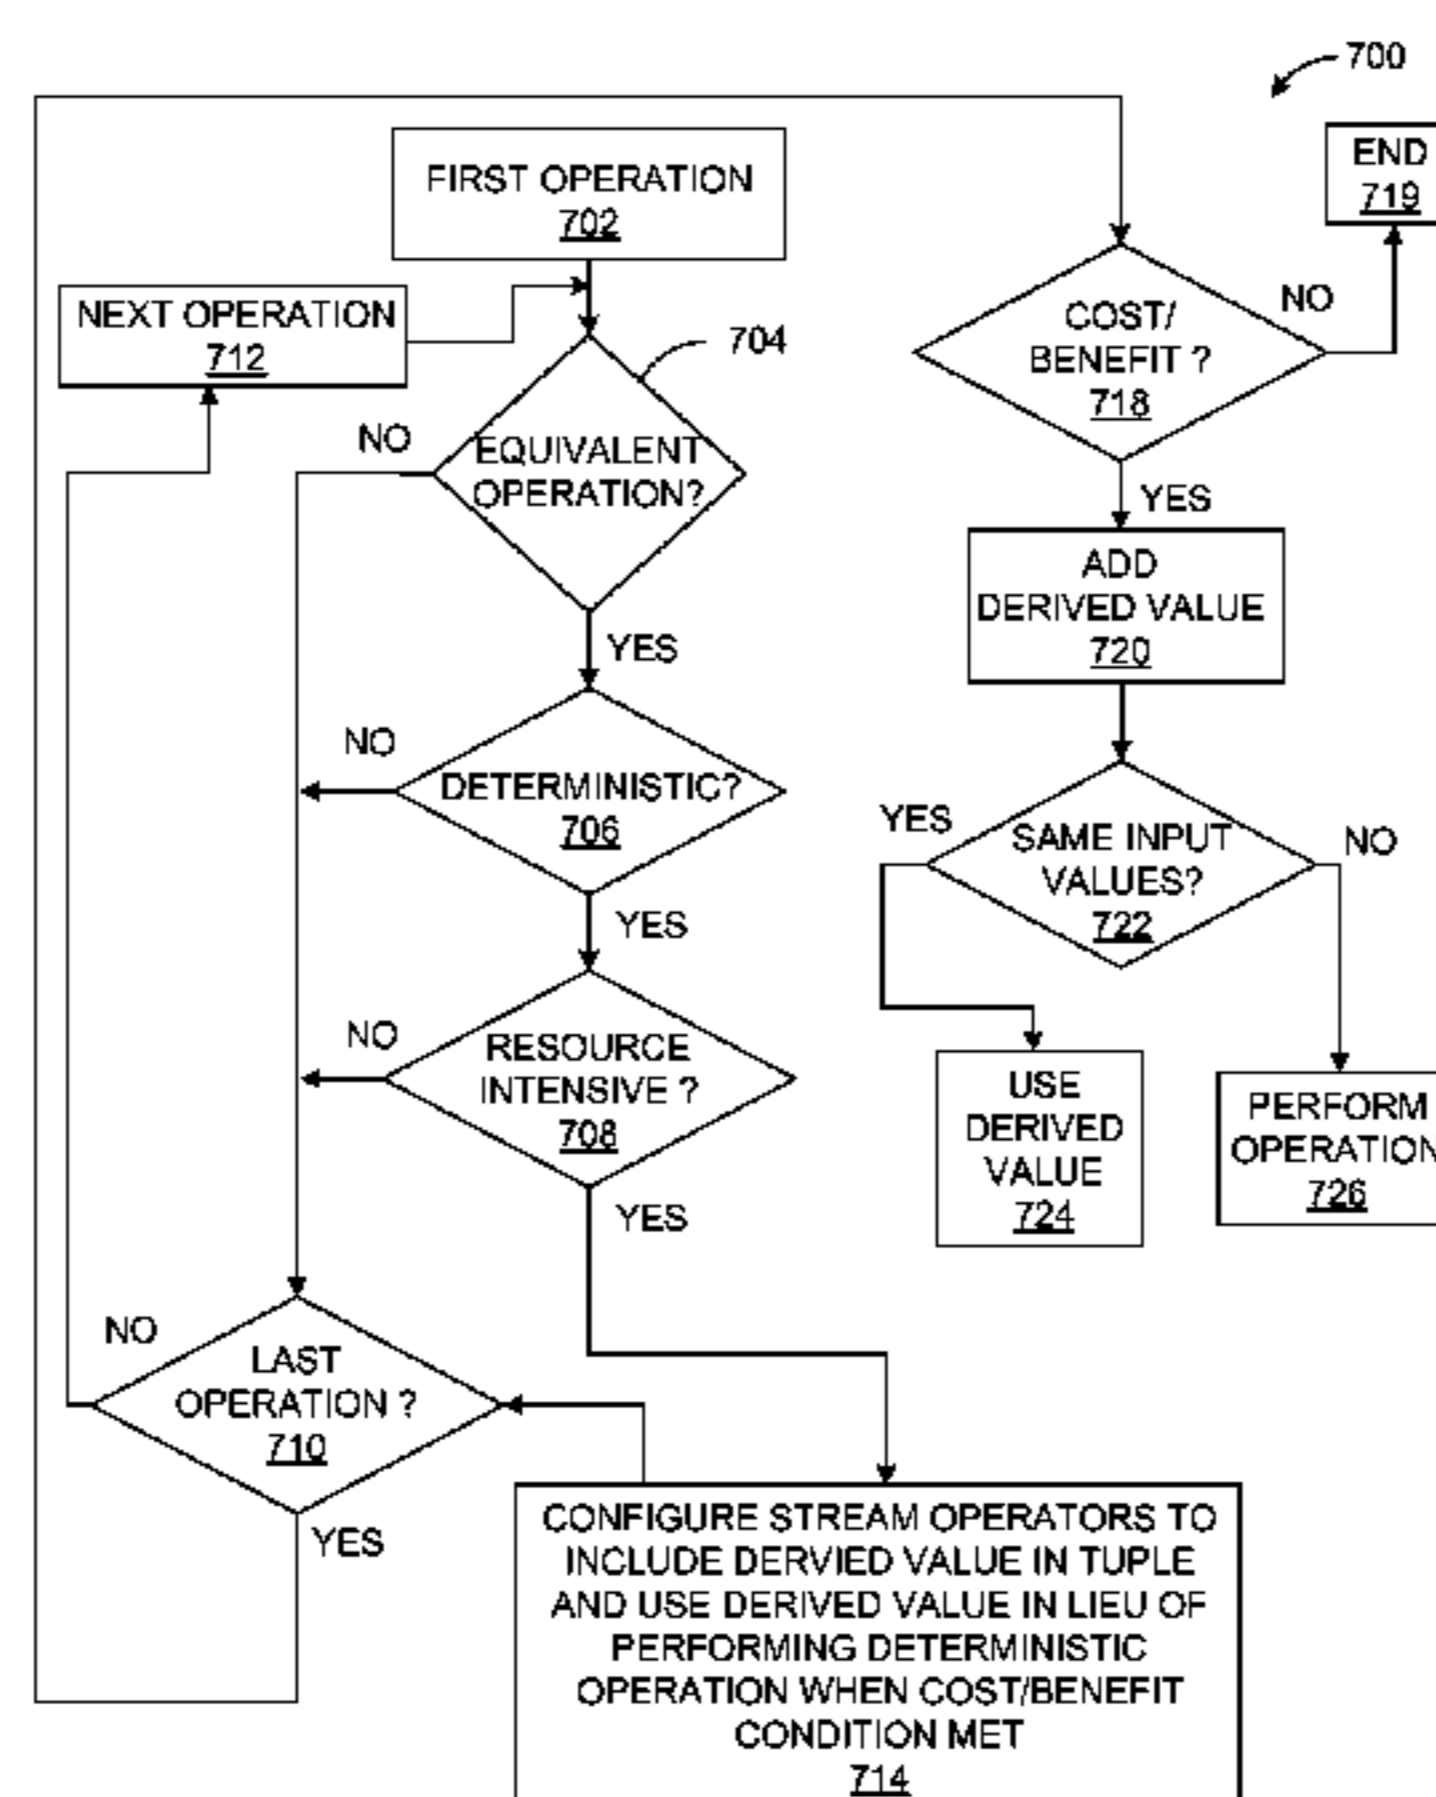 700
FIRST OPERATION
702
NEXT OPERATION
712
704
NO
EQUIVALENT
OPERATION?
YES
NO
DETERMINISTIC?
706
YES
NO
RESOURCE
INTENSIVE ?
708
YES
NO
LAST
OPERATION ?
710
YES
CONFIGURE STREAM OPERATORS TO
INCLUDE DERVIED VALUE IN TUPLE
AND USE DERIVED VALUE IN LIEU OF
PERFORMING DETERMINISTIC
OPERATION WHEN COST/BENEFIT
CONDITION MET
714
END
719
COST/
BENEFIT ?
718
NO
YES
ADD
DERIVED VALUE
720
YES
SAME INPUT
VALUES?
722
NO
USE
DERIVED
VALUE
724
PERFORM
OPERATION
726